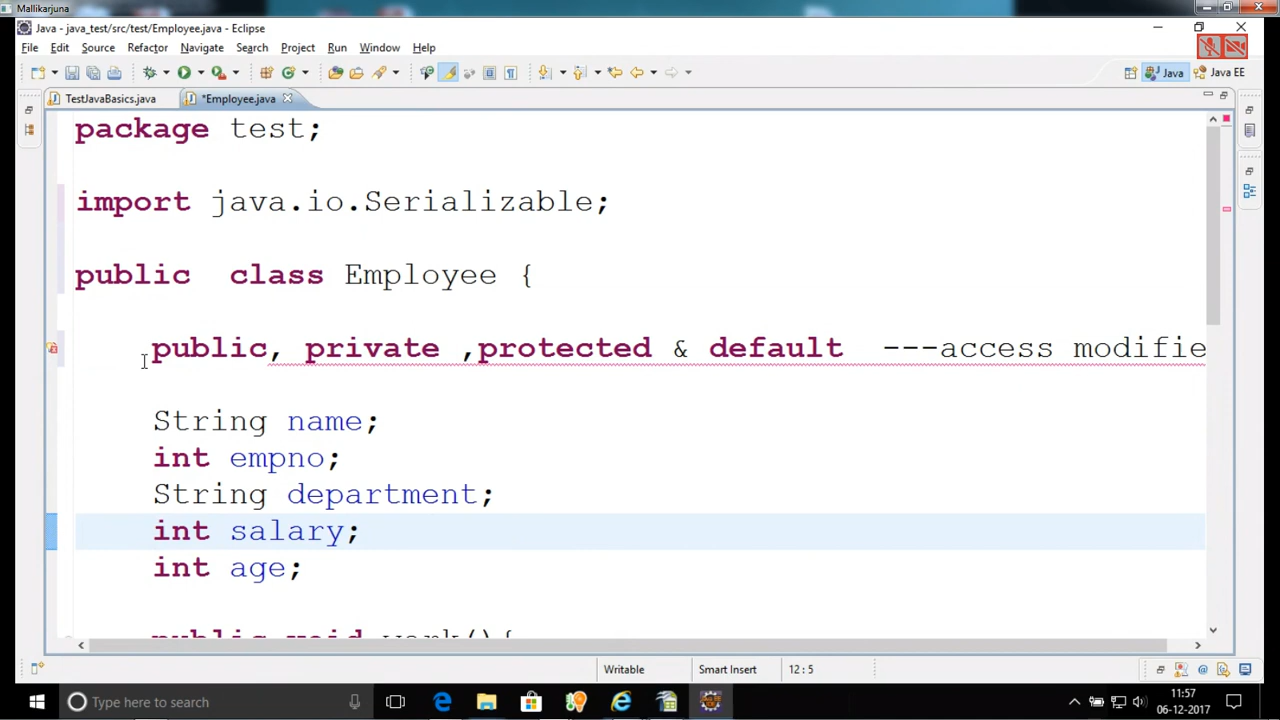 Mallikarjuna
Java - java_test/src/test/Employee.java - Eclipse
File Edit Source Refactor Navigate Search Project Run Window Help
Java Java EE
TestJavaBasics.java *Employee.java
package test;
import java.io.Serializable;
public  class Employee {
public, private ,protected & default  ---access modifie
String name;
int empno;
String department;
int salary;
int age;
public void work(){
Writable Smart Insert 12 : 5
Type here to search
11:57
06-12-2017